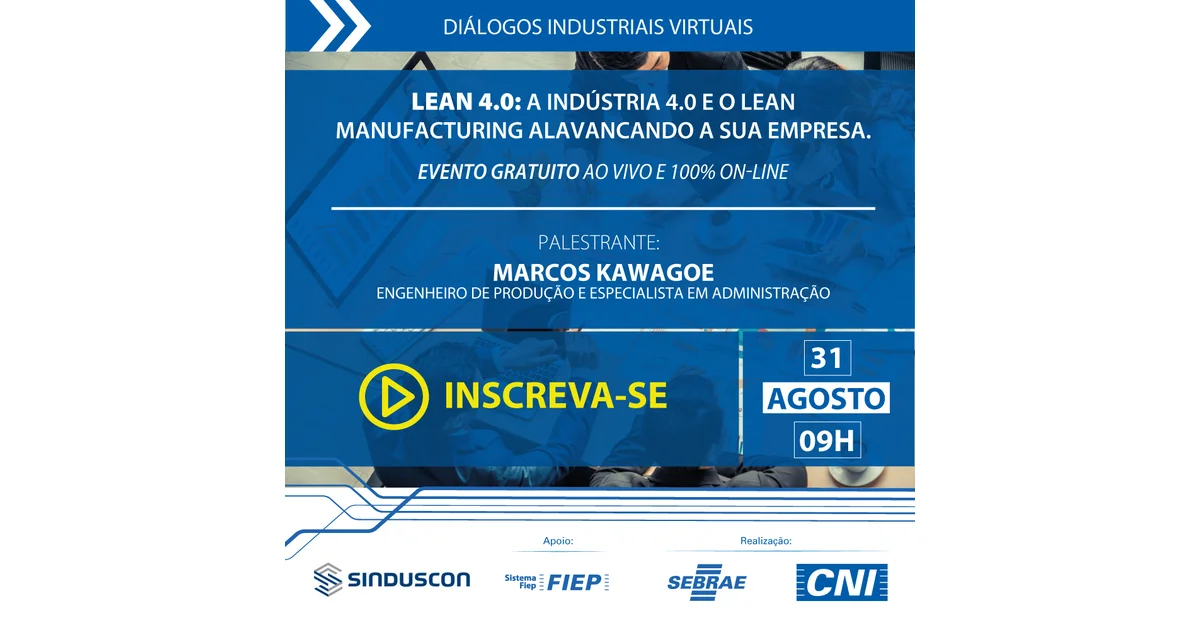 DIÁLOGOS INDUSTRIAIS VIRTUAIS
LEAN 4.0: A INDÚSTRIA 4.0 E O LEAN
MANUFACTURING ALAVANCANDO A SUA EMPRESA.
EVENTO GRATUITO AO VIVO E 100% ON-LINE
PALESTRANTE:
MARCOS KAWAGOE
ENGENHEIRO DE PRODUÇÃO E ESPECIALISTA EM ADMINISTRAÇÃO
INSCREVA-SE
31
AGOSTO
09H
Apoio:
Realização:
SINDUSCON
Sistema
Fiep
FIEP
SEBRAE
CNI